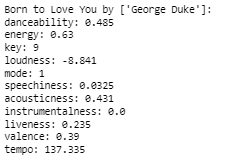 Born to Love You by ['George Duke']:
danceability: 0.485
energy: 0.63
key: 9
loudness: -8.841
mode: 1
speechiness: 0.0325
acousticness: 0.431
instrumentalness: 0.0
liveness: 0.235
valence: 0.39
tempo: 137.335